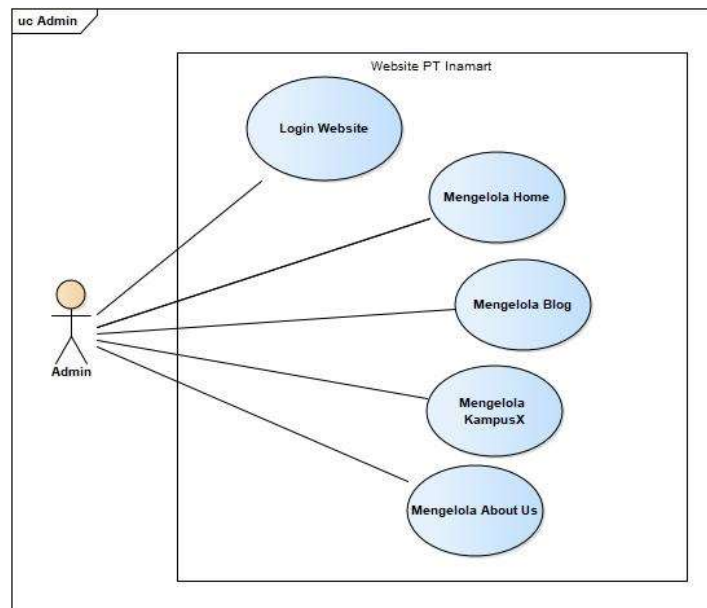 uc Admin
Website PT Inamart
Login Website
Mengelola Home
Mengelola Blog
Admin
Mengelola
KampusX
Mengelola About Us